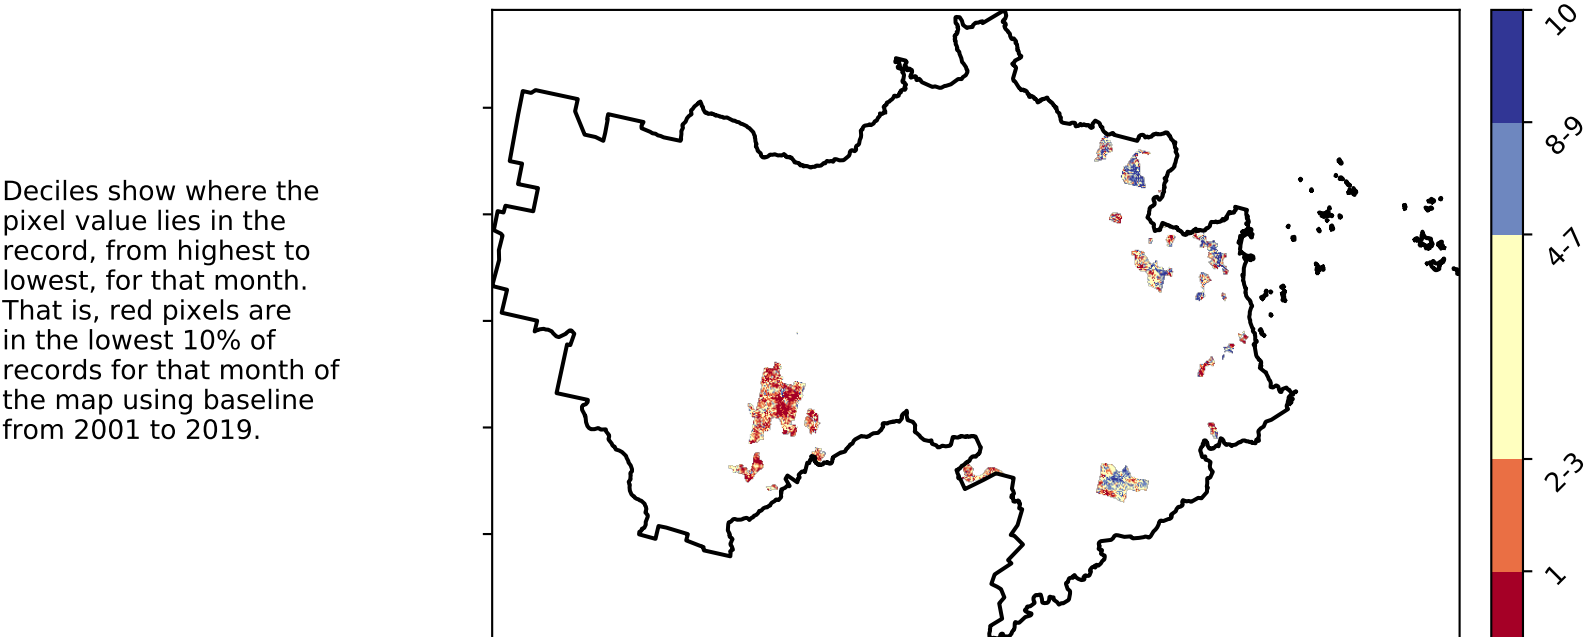 Deciles show where the
pixel value lies in the
record, from highest to
lowest, for that month.
That is, red pixels are
in the lowest 10% of
records for that month of
the map using baseline
from 2001 to 2019.
10
8-9
4-7
2-3
1